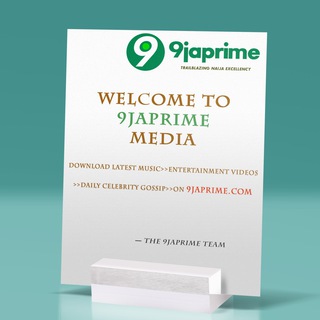 9japrime
TRAILBLAZING NAIJA EXCELLENCY
WELCOME TO
9JAPRIME
MEDIA
DOWNLOAD LATEST MUSIC>>ENTERTAINMENT VIDEOS
>>DAILY CELEBRITY GOSSIP>>ON 9JAPRIME.COM
— THE 9JAPRIME TEAM